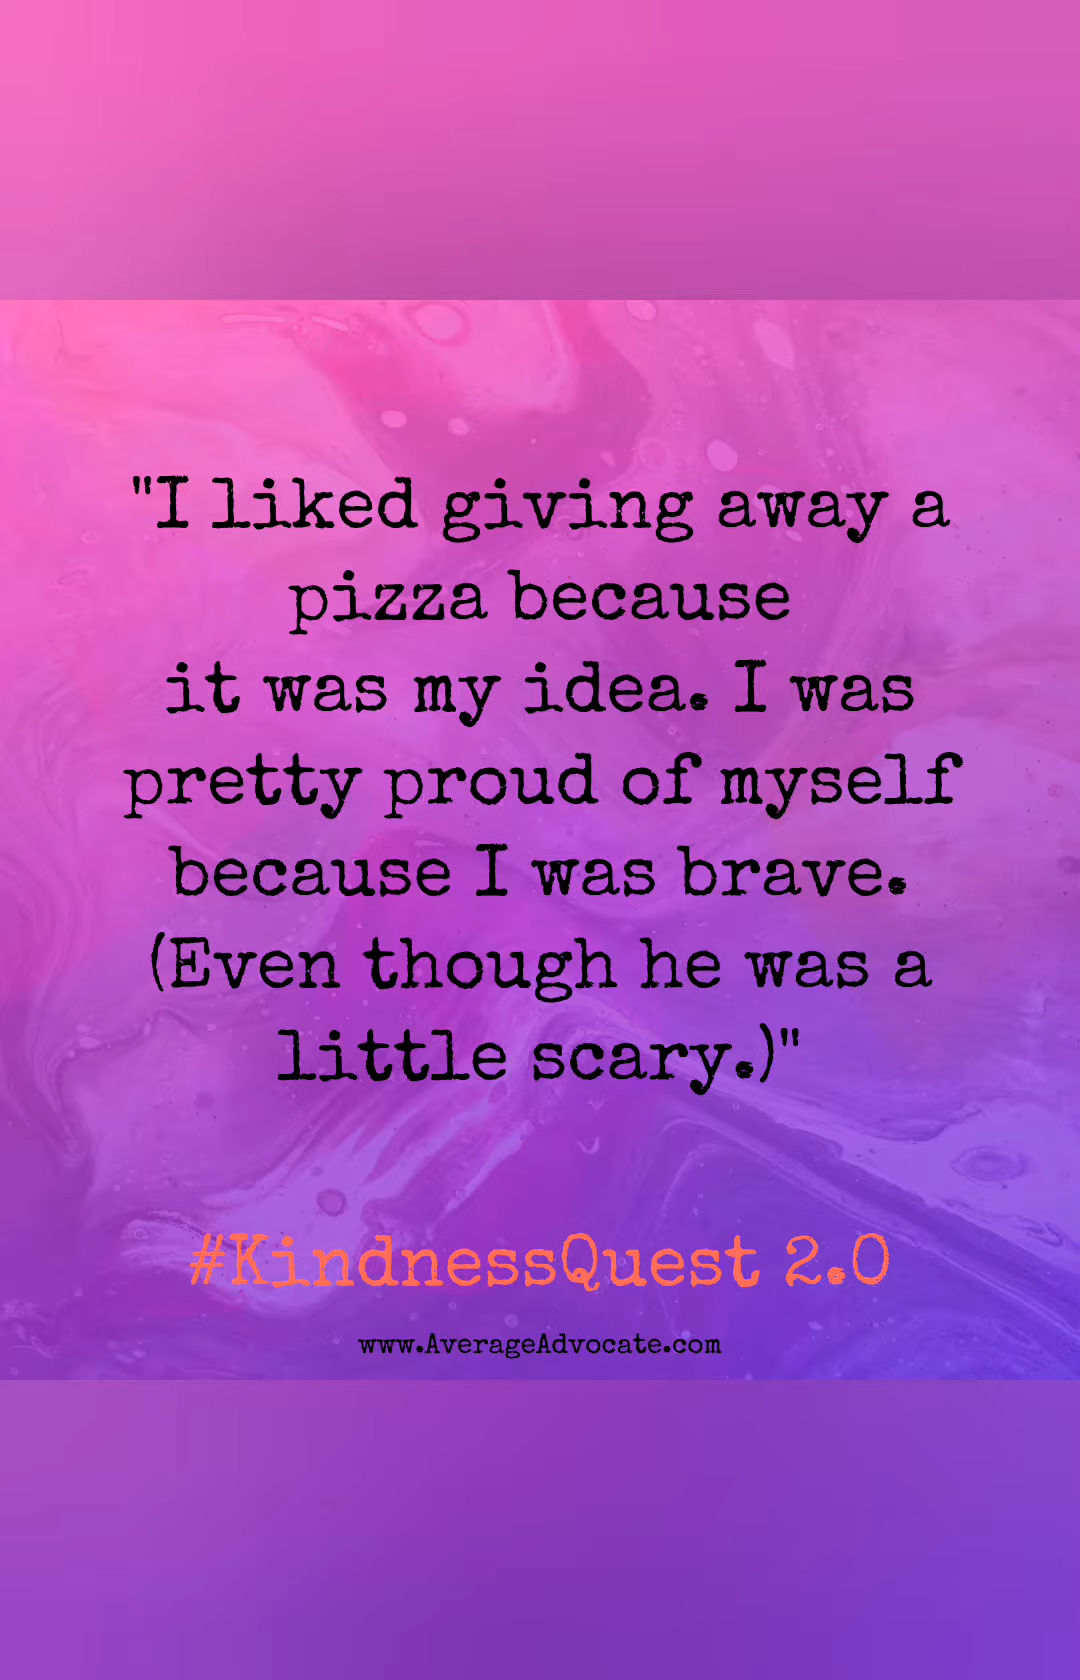 "I liked giving away a
pizza because
it was my idea. I was
pretty proud of myself
because I was brave.
(Even though he was a
little scary.)"
#KindnessQuest 2.0
www.AverageAdvocate.com